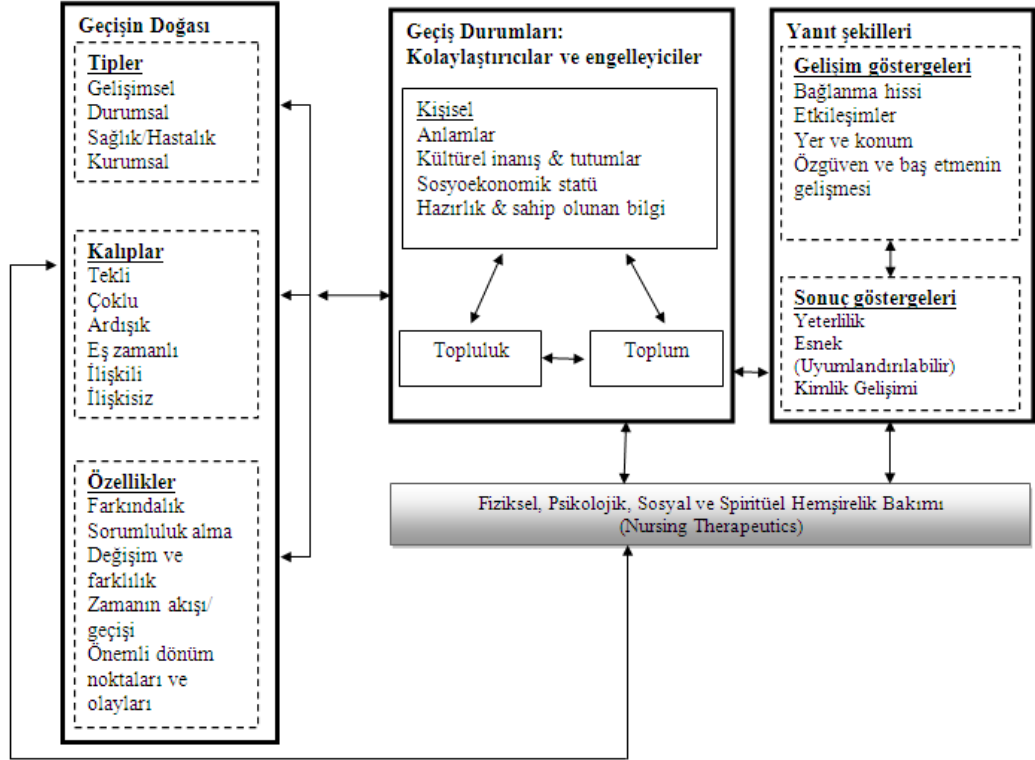 Geçişin Doğası
Tipler
Gelişimsel
Durumsal
Sağlık/Hastalık
Kurumsal
Kalıplar
Tekli
Çoklu
Ardışık
Eş zamanlı
İlişkili
İlişkisiz
Özellikler
Farkındalık
Sorumluluk alma
Değişim ve
farklılık
Zamanın akışı/
geçişi
Önemli dönüm
noktaları ve
olayları
Geçiş Durumları:
Kolaylaştırıcılar ve engelleyiciler
Kişisel
Anlamlar
Kültürel inanış & tutumlar
Sosyoekonomik statü
Hazırlık & sahip olunan bilgi
Topluluk
Toplum
Yanıt şekilleri
Gelişim göstergeleri
Bağlanma hissi
Etkileşimler
Yer ve konum
Özgüven ve baş etmenin
gelişmesi
Sonuç göstergeleri
Yeterlilik
Esnek
(Uyumlandırılabilir)
Kimlik Gelişimi
Fiziksel, Psikolojik, Sosyal ve Spiritüel Hemşirelik Bakımı
(Nursing Therapeutics)